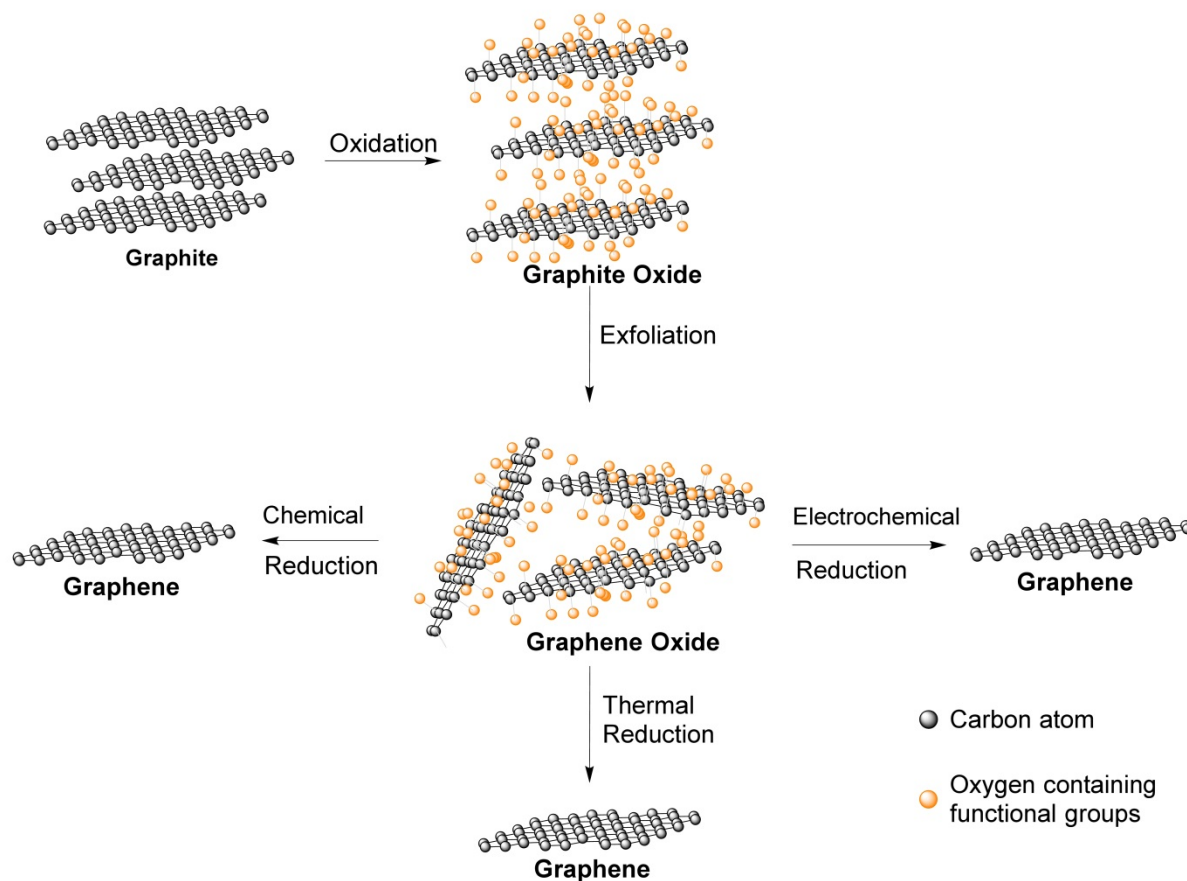 Oxidation
Graphite
Graphite Oxide
Exfoliation
Chemical
Reduction
Graphene
Electrochemical
Reduction
Graphene
Graphene Oxide
Thermal
Reduction
Carbon atom
Oxygen containing
functional groups
Graphene